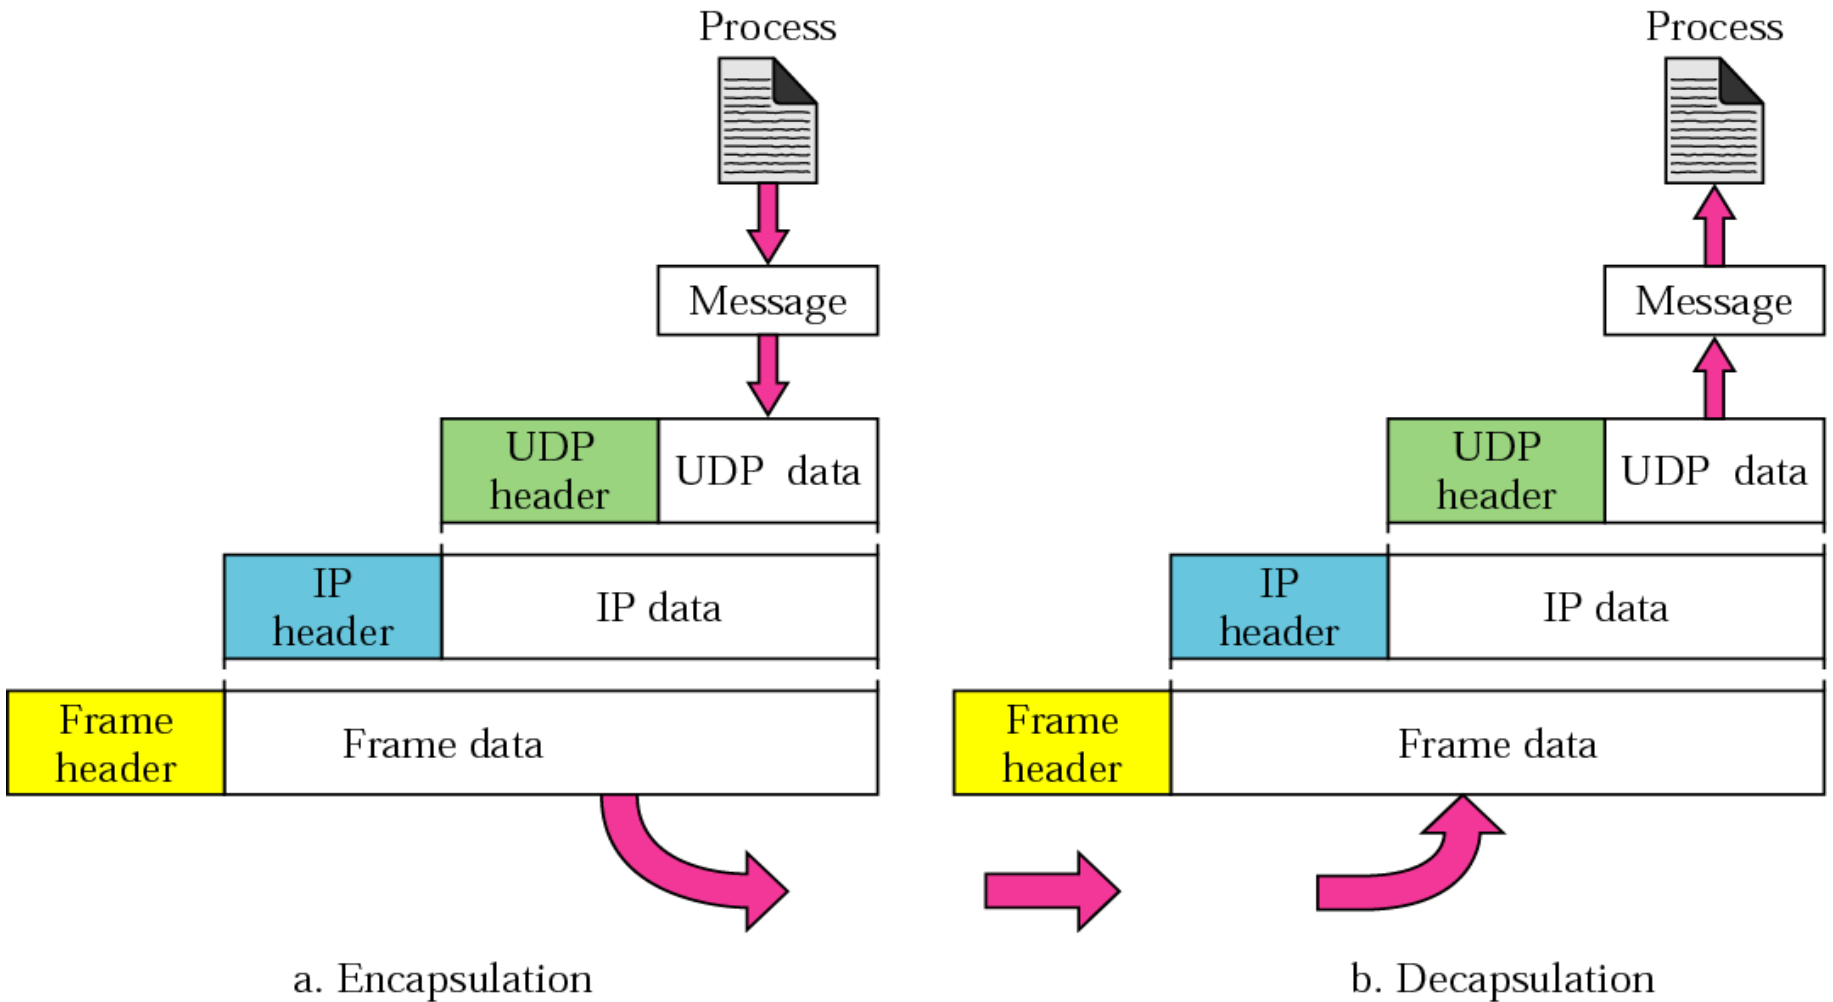 Process
Message
UDP
header
UDP data
IP
header
IP data
Frame
header
Frame data
a. Encapsulation
Process
Message
UDP
header
UDP data
IP
header
IP data
Frame
header
Frame data
b. Decapsulation